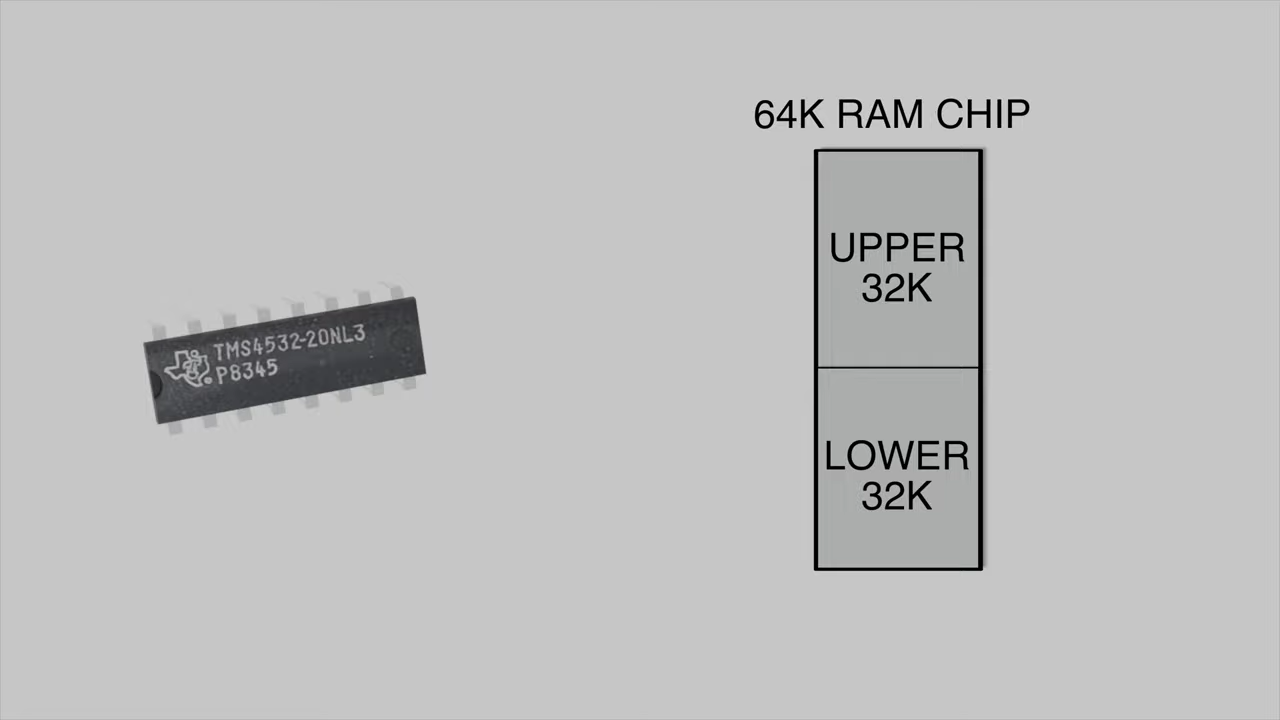 64K RAM CHIP
UPPER
32K
LOWER
32K
TMS4532-20NL3
P8345